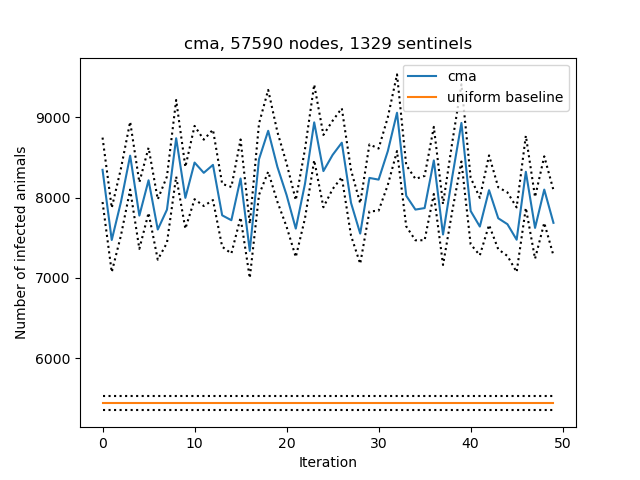 cma, 57590 nodes, 1329 sentinels
cma
uniform baseline
Number of infected animals
9000
8000
7000
6000
0 10 20 30 40 50
Iteration